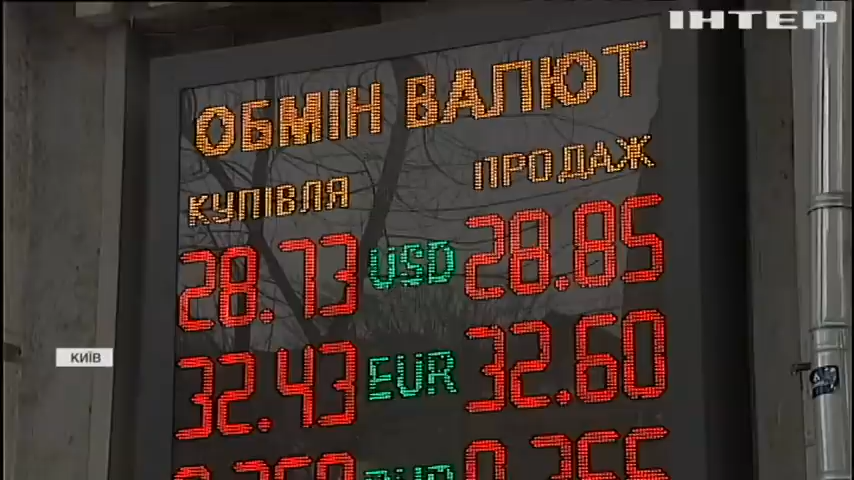 ІНТЕР
ОБМІН ВАЛЮТ
КУПІВЛЯ ПРОДАЖ
28.73 USD 28.85
32.43 EUR 32.60
КИЇВ